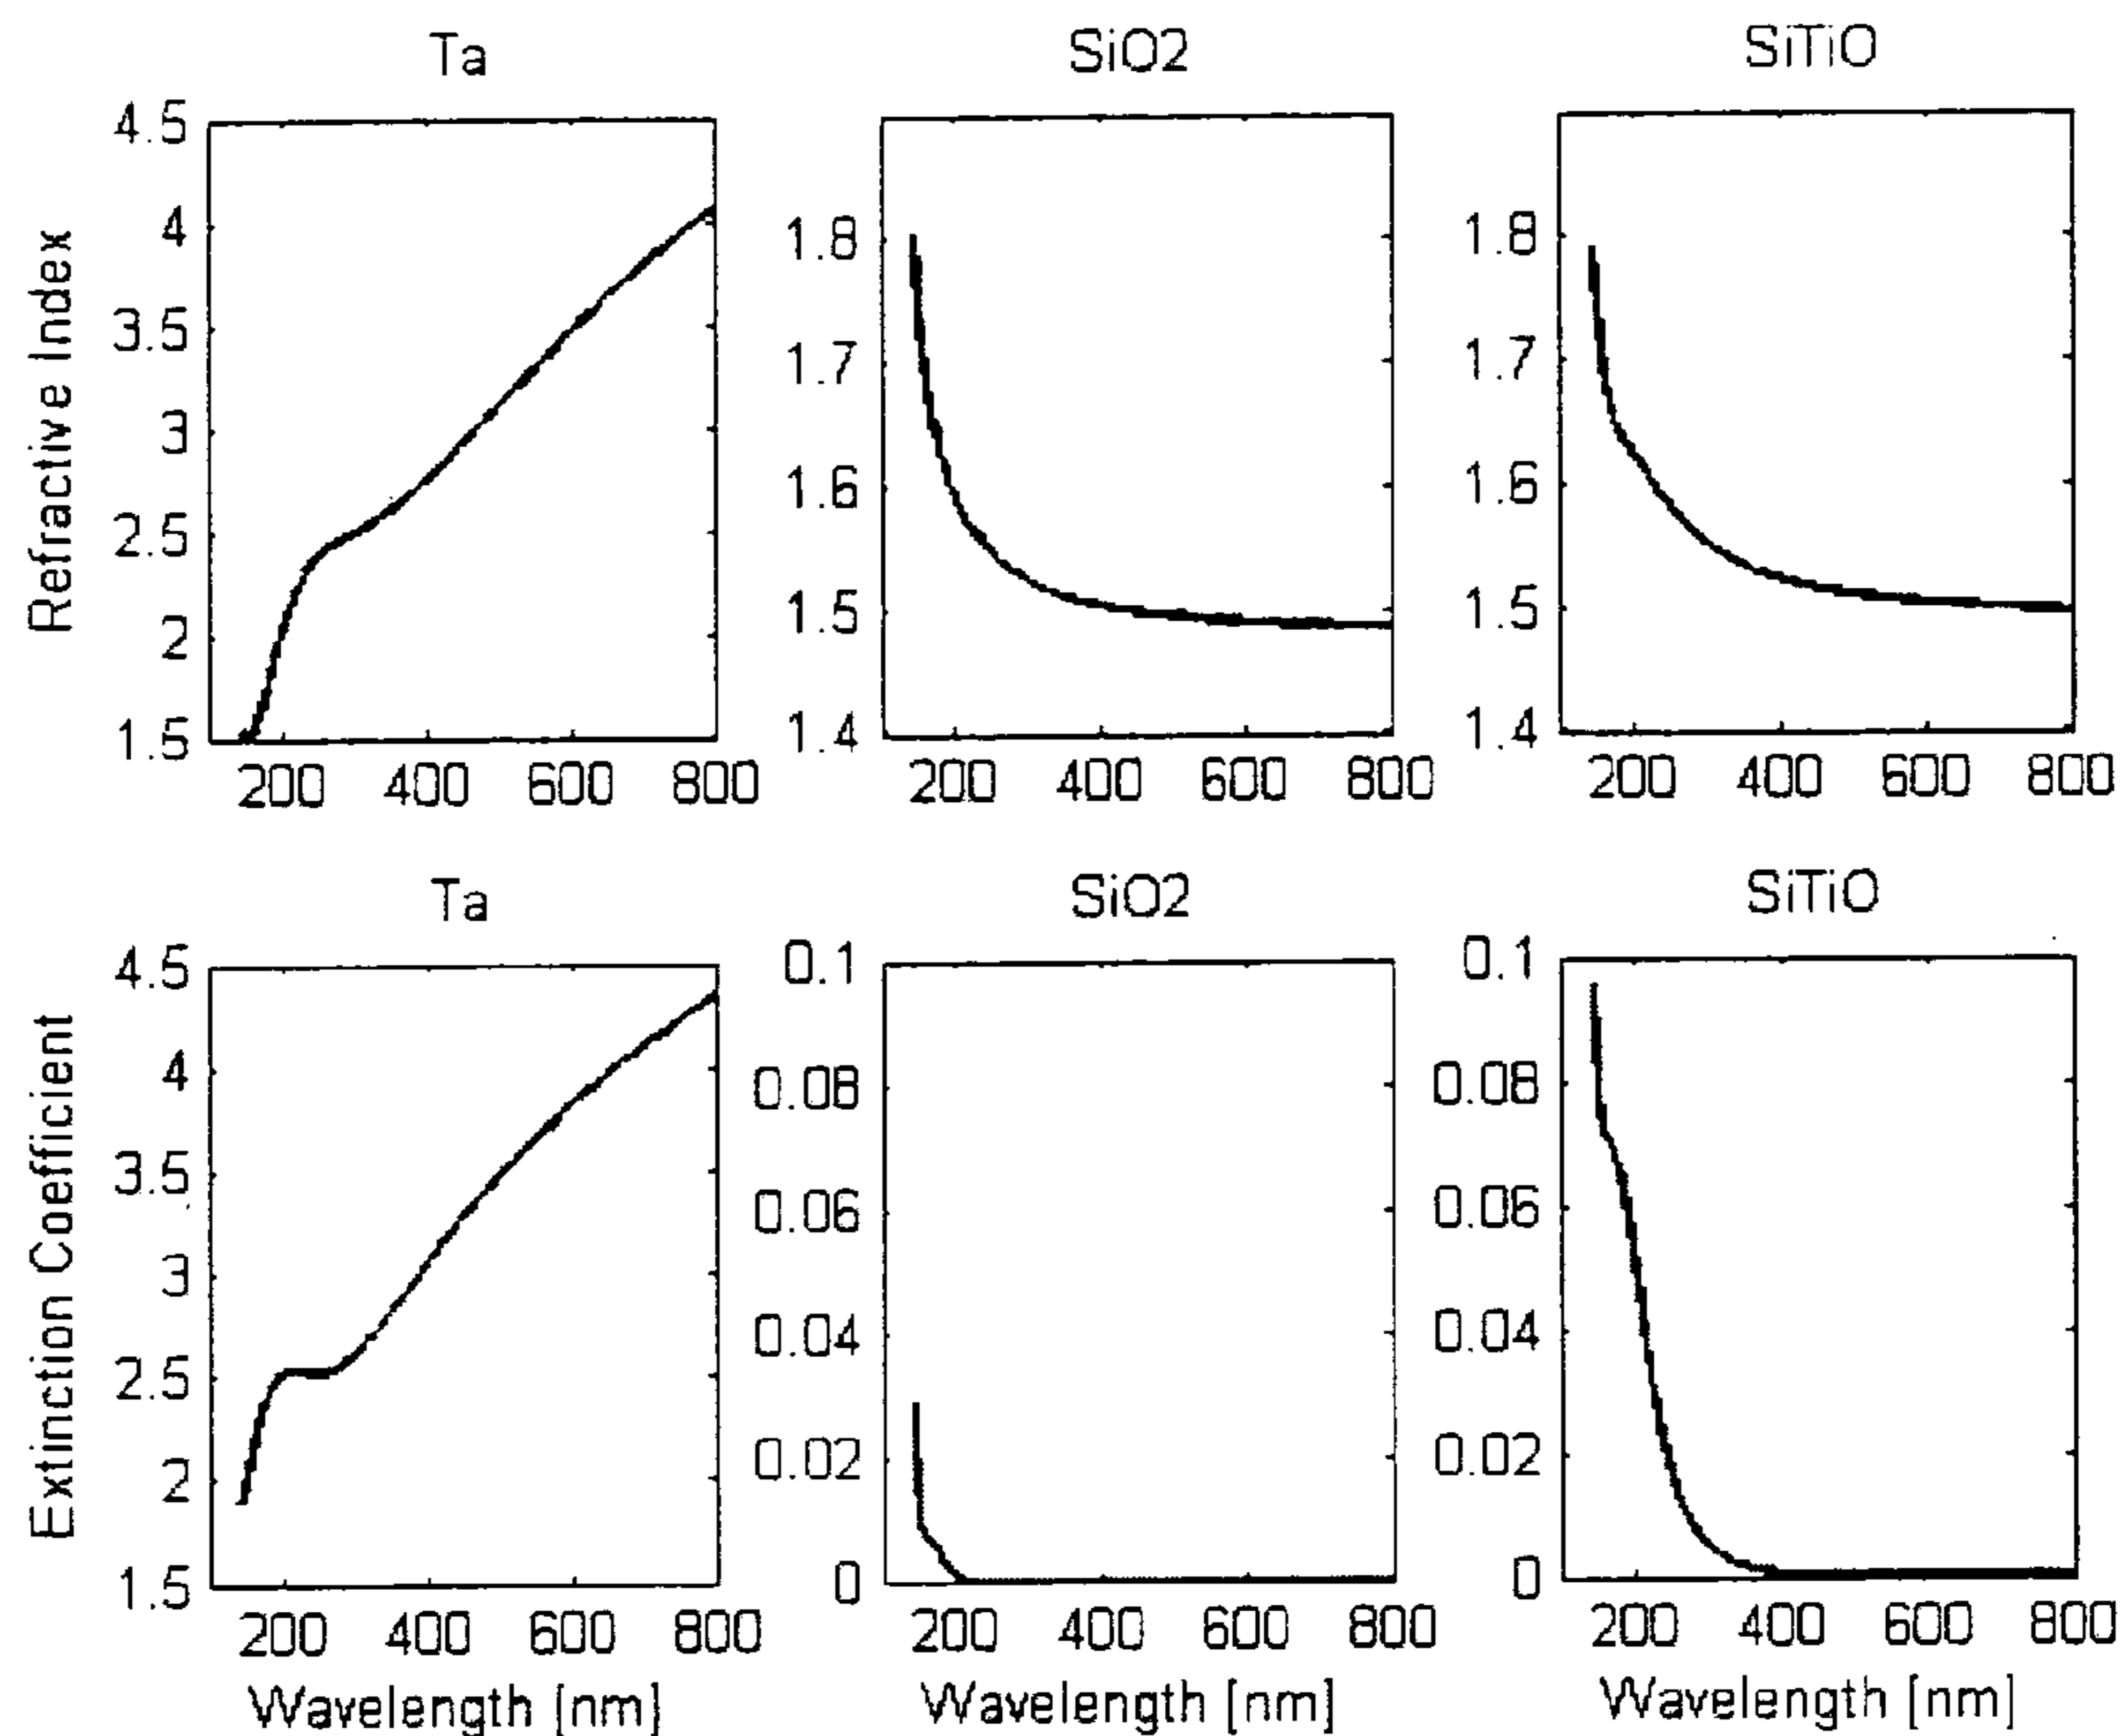 Ta
SiO2
SiTiO
Refractive Index
4.5
4
3.5
3
2.5
2
1.5
200 400 600 800
1.8
1.7
1.6
1.5
1.4
200 400 600 800
1.8
1.7
1.6
1.5
1.4
200 400 600 800
Ta
SiO2
SiTiO
Extinction Coefficient
4.5
4
3.5
3
2.5
2
1.5
200 400 600 800
Wavelength [nm]
0.1
0.08
0.06
0.04
0.02
0
200 400 600 800
Wavelength [nm]
0.1
0.08
0.06
0.04
0.02
0
200 400 600 800
Wavelength [nm]